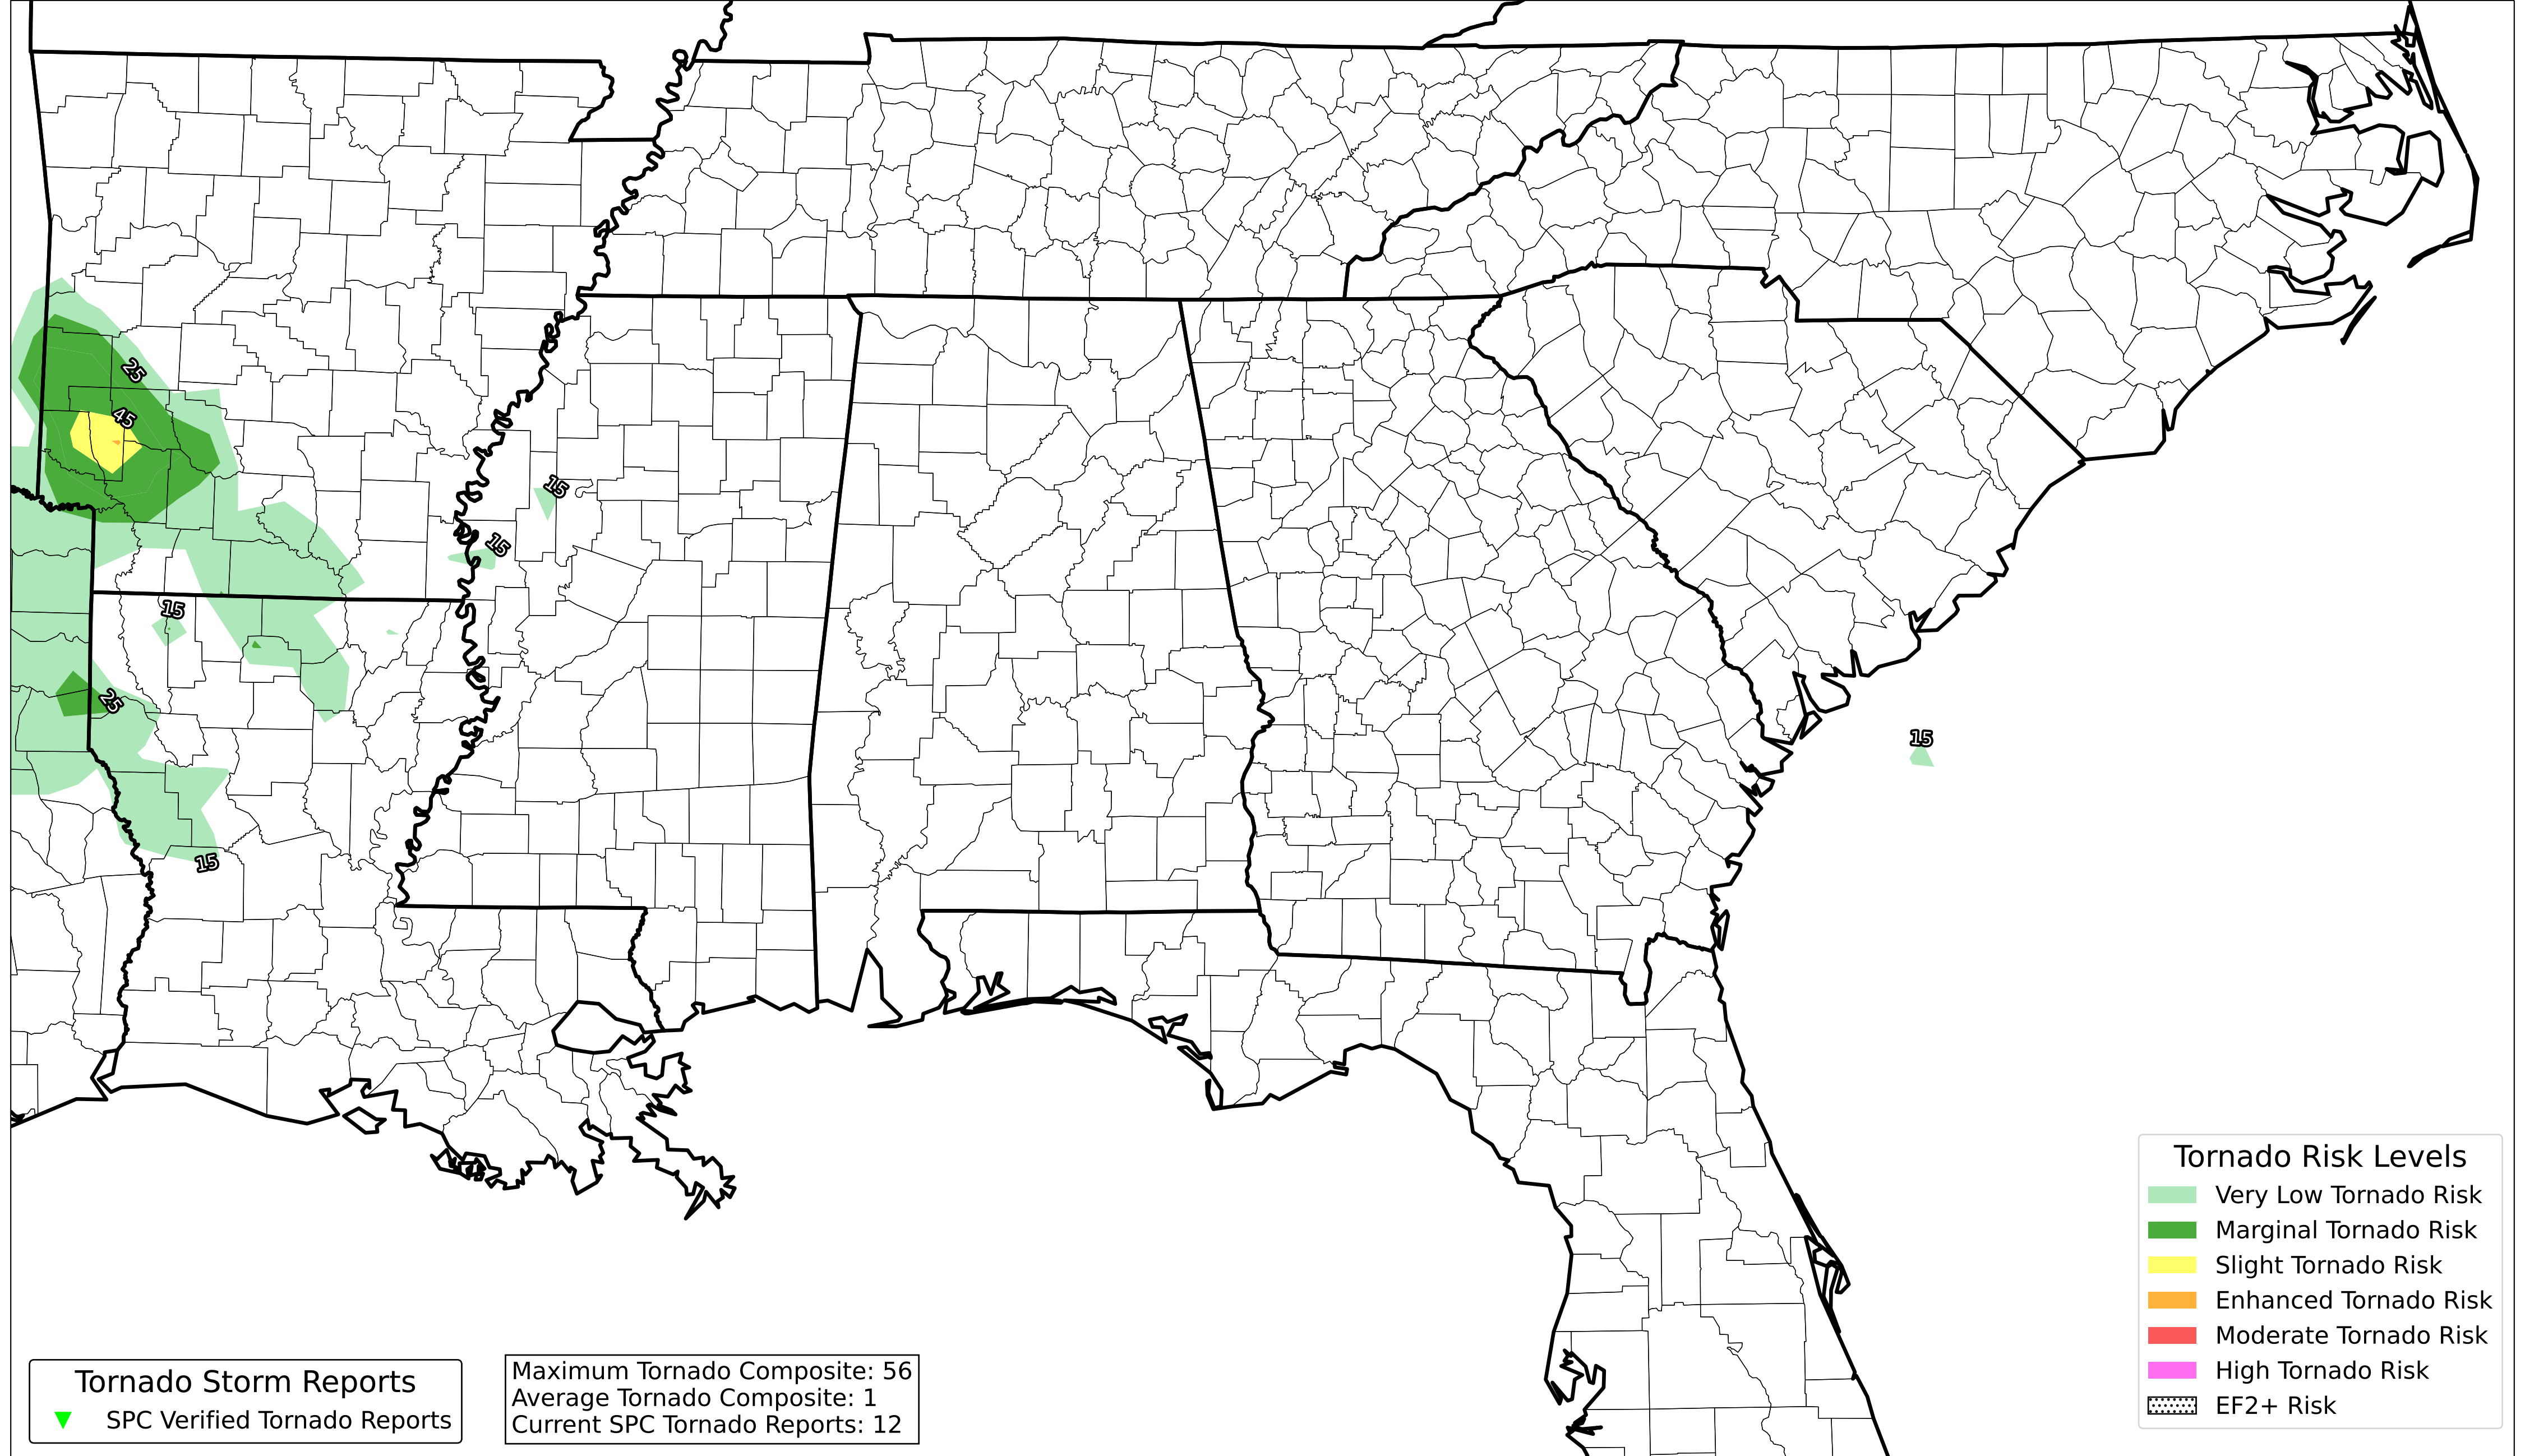 25
45
15
15
15
25
15
15
Tornado Risk Levels
Very Low Tornado Risk
Marginal Tornado Risk
Slight Tornado Risk
Enhanced Tornado Risk
Moderate Tornado Risk
High Tornado Risk
EF2+ Risk
Tornado Storm Reports
SPC Verified Tornado Reports
Maximum Tornado Composite: 56
Average Tornado Composite: 1
Current SPC Tornado Reports: 12